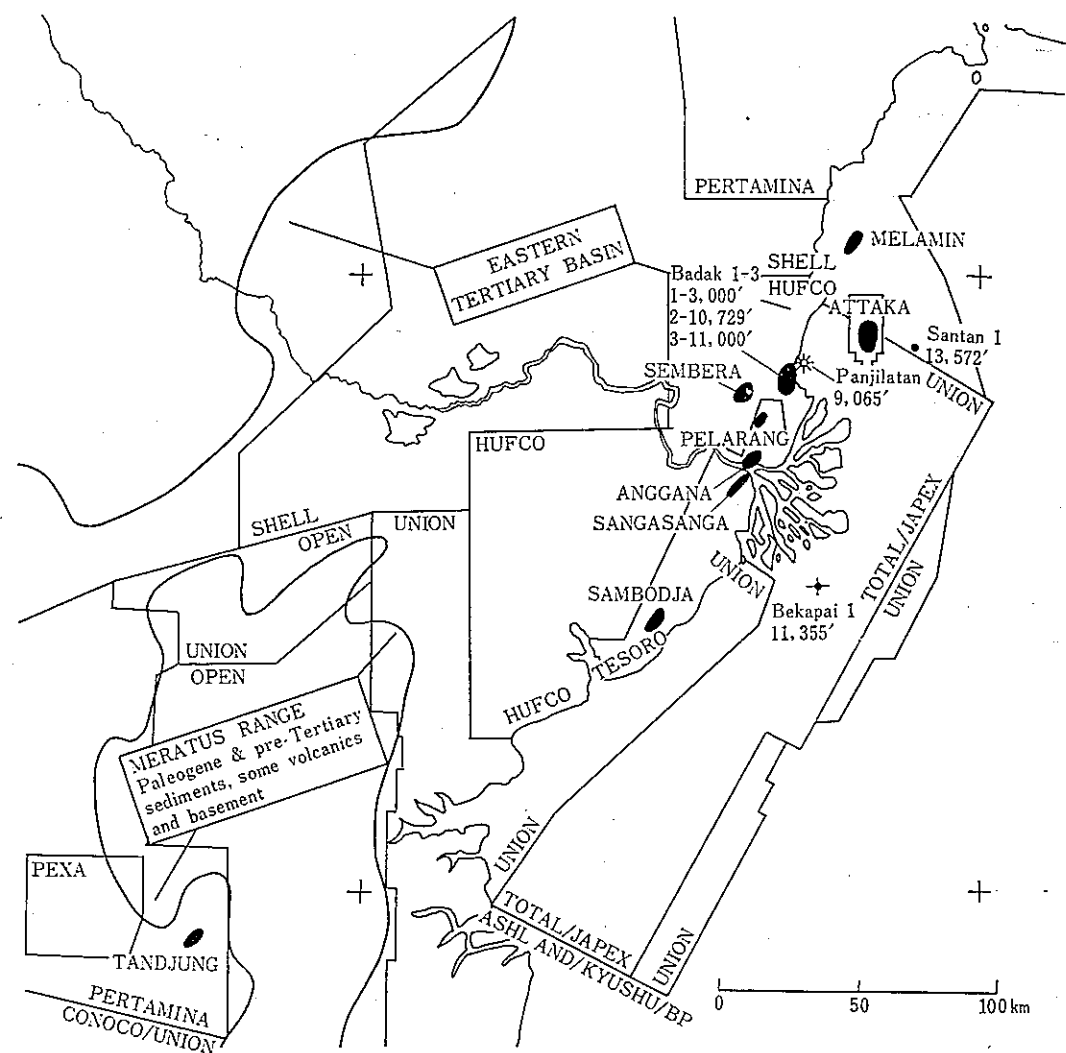 PERTAMINA
MELAMIN
EASTERN
TERTIARY BASIN
SHELL
HUFCO
Badak 1-3
1-3,000′
2-10,729′
3-11,000′
ATTAKA
Santan 1
13,572′
Panjilatan
9,065′
UNION
SEMBERA
HUFCO
PELARANG
ANGGANA
SANGASANGA
SHELL
OPEN
UNION
UNION
TOTAL/JAPEX
UNION
SAMBODJA
Bekapai 1
11,355′
UNION
OPEN
TESORO
HUFCO
MERATUS RANGE
Paleogene & pre-Tertiary
sediments, some volcanics
and basement
UNION
PEXA
TOTAL/JAPEX
ASHLAND/KYUSHU/BP
UNION
TANDJUNG
PERTAMINA
CONOCO/UNION
0 50 100 km